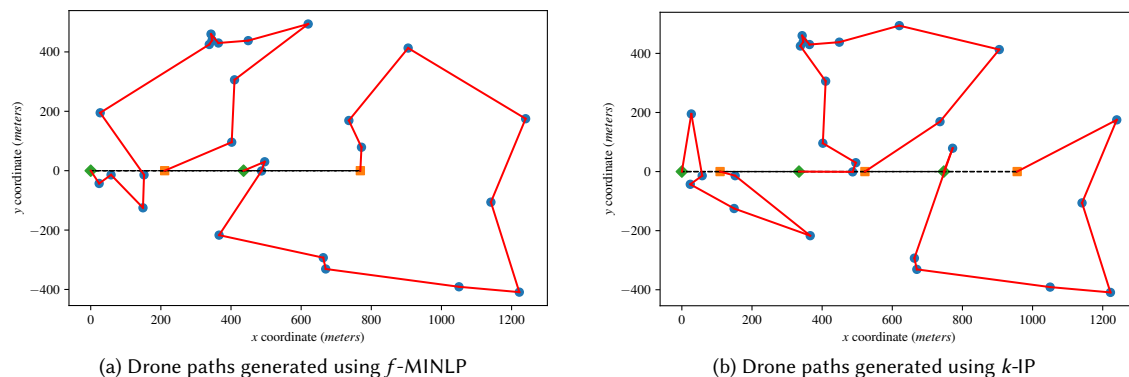 400
200
0
−200
−400
y coordinate (meters)
0 200 400 600 800 1000 1200
x coordinate (meters)
(a) Drone paths generated using f-MINLP
400
200
0
−200
−400
y coordinate (meters)
0 200 400 600 800 1000 1200
x coordinate (meters)
(b) Drone paths generated using k-IP